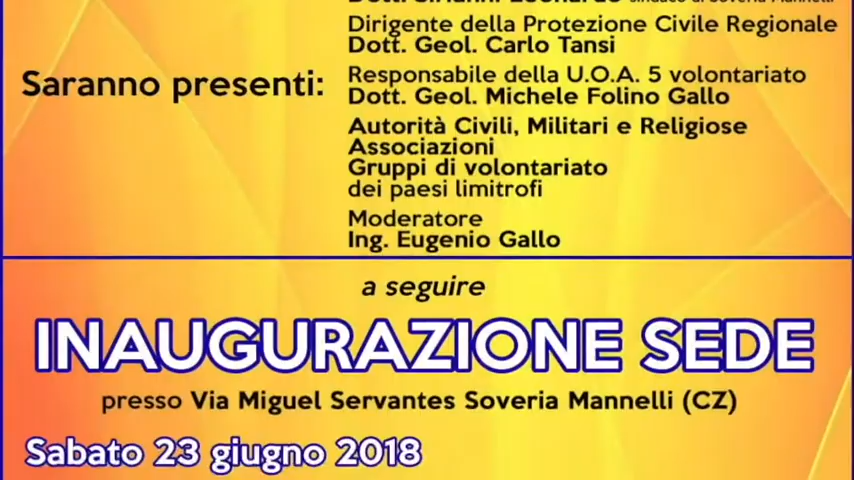 Dirigente della Protezione Civile Regionale
Dott. Geol. Carlo Tansi
Saranno presenti:
Responsabile della U.O.A. 5 volontariato
Dott. Geol. Michele Folino Gallo
Autorità Civili, Militari e Religiose
Associazioni
Gruppi di volontariato
dei paesi limitrofi
Moderatore
Ing. Eugenio Gallo
a seguire
INAUGURAZIONE SEDE
presso Via Miguel Servantes Soveria Mannelli (CZ)
Sabato 23 giugno 2018